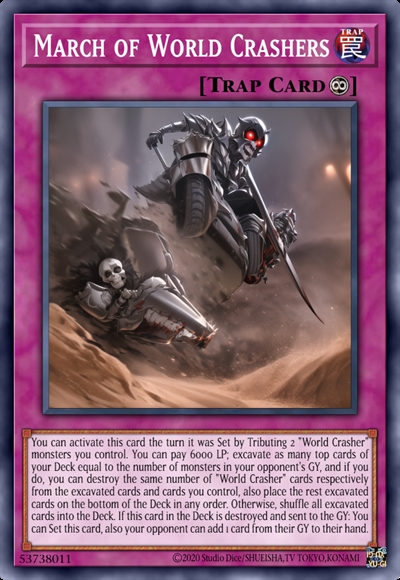 MARCH OF WORLD CRASHERS
TRAP
罠
[TRAP CARD]
You can activate this card the turn it was Set by Tributing 2 "World Crasher"
monsters you control. You can pay 6000 LP; excavate as many top cards of
your Deck equal to the number of monsters in your opponent's GY, and if you
do, you can destroy the same number of "World Crasher" cards respectively
from the excavated cards and cards you control, also place the rest excavated
cards on the bottom of the Deck in any order. Otherwise, shuffle all excavated
cards into the Deck. If this card in the Deck is destroyed and sent to the GY: You
can Set this card, also your opponent can add 1 card from their GY to their hand.
53738011
©2020 Studio Dice/SHUEISHA,TV TOKYO,KONAMI